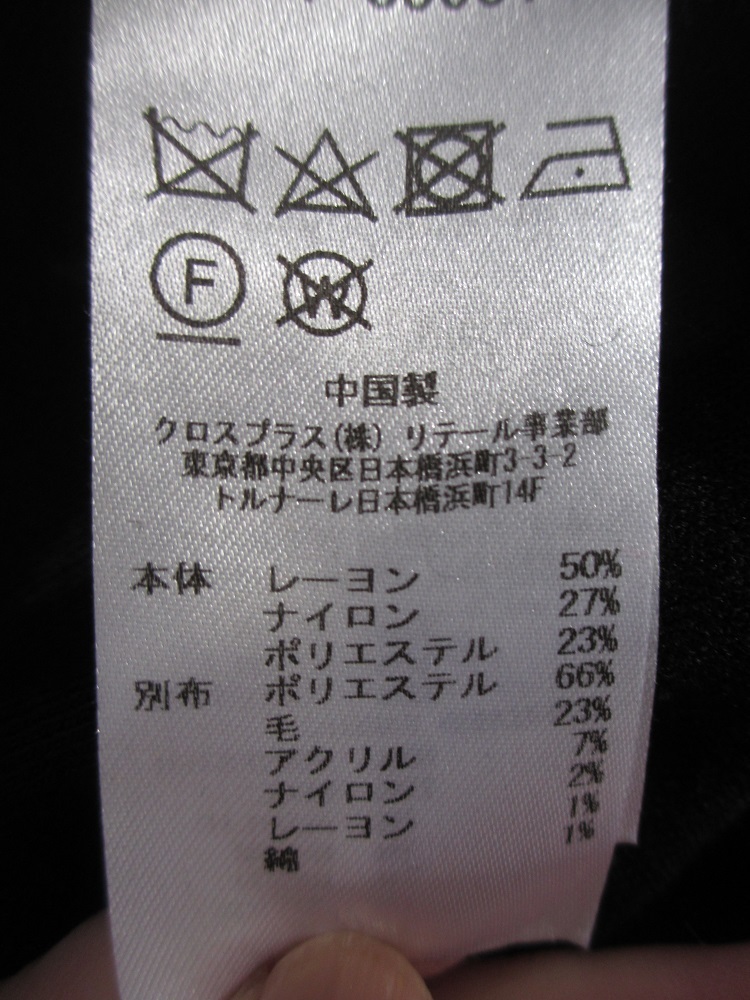 F
W
中国製
クロスプラス(株) リテール事業部
東京都中央区日本橋浜町3-3-2
トルナーレ日本橋浜町14F
本体 レーヨン 50%
ナイロン 27%
ポリエステル 23%
別布 ポリエステル 66%
毛 23%
アクリル 7%
ナイロン 2%
レーヨン 1%
綿 1%